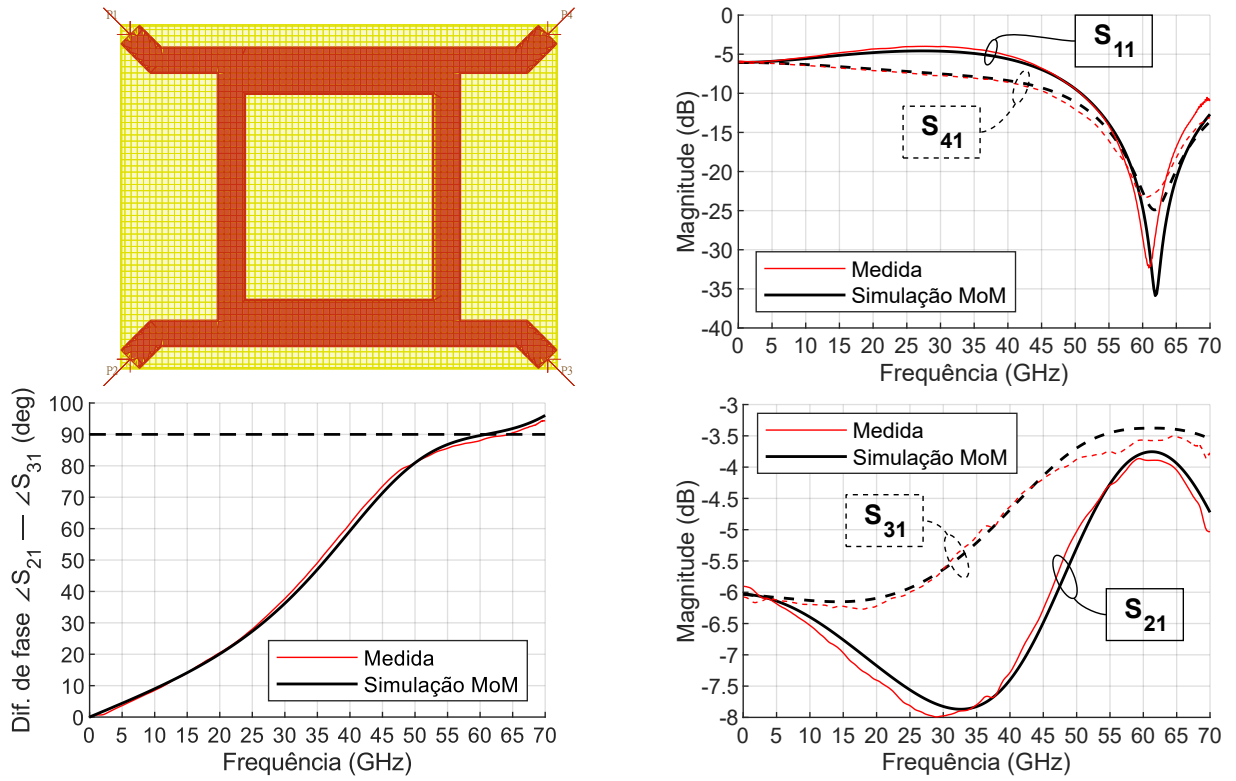 P1
P4
P2
P3
0
-5
-10
-15
-20
-25
-30
-35
-40
Magnitude (dB)
S11
S41
Medida
Simulação MoM
0 5 10 15 20 25 30 35 40 45 50 55 60 65 70
Frequência (GHz)
100
90
80
70
60
50
40
30
20
10
0
Dif. de fase ∠S21 — ∠S31 (deg)
Medida
Simulação MoM
0 5 10 15 20 25 30 35 40 45 50 55 60 65 70
Frequência (GHz)
-3
-3.5
-4
-4.5
-5
-5.5
-6
-6.5
-7
-7.5
-8
Magnitude (dB)
Medida
Simulação MoM
S31
S21
0 5 10 15 20 25 30 35 40 45 50 55 60 65 70
Frequência (GHz)